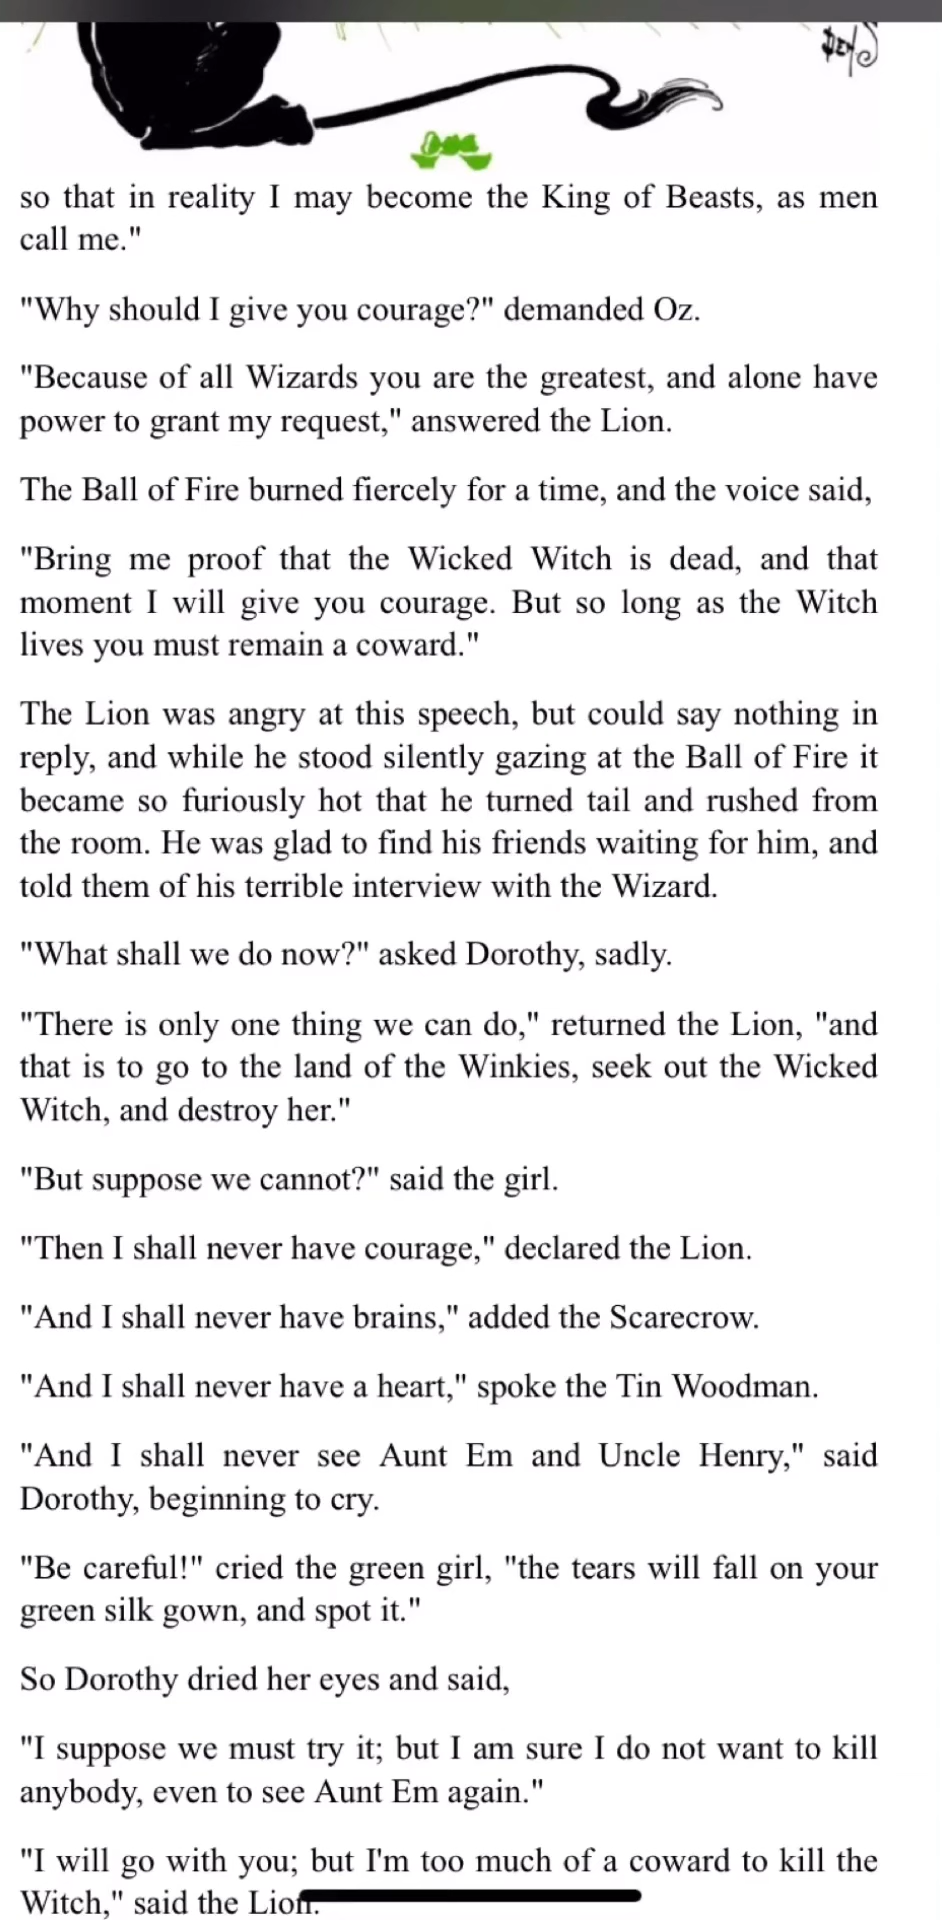 so that in reality I may become the King of Beasts, as men
call me."
"Why should I give you courage?" demanded Oz.
"Because of all Wizards you are the greatest, and alone have
power to grant my request," answered the Lion.
The Ball of Fire burned fiercely for a time, and the voice said,
"Bring me proof that the Wicked Witch is dead, and that
moment I will give you courage. But so long as the Witch
lives you must remain a coward."
The Lion was angry at this speech, but could say nothing in
reply, and while he stood silently gazing at the Ball of Fire it
became so furiously hot that he turned tail and rushed from
the room. He was glad to find his friends waiting for him, and
told them of his terrible interview with the Wizard.
"What shall we do now?" asked Dorothy, sadly.
"There is only one thing we can do," returned the Lion, "and
that is to go to the land of the Winkies, seek out the Wicked
Witch, and destroy her."
"But suppose we cannot?" said the girl.
"Then I shall never have courage," declared the Lion.
"And I shall never have brains," added the Scarecrow.
"And I shall never have a heart," spoke the Tin Woodman.
"And I shall never see Aunt Em and Uncle Henry," said
Dorothy, beginning to cry.
"Be careful!" cried the green girl, "the tears will fall on your
green silk gown, and spot it."
So Dorothy dried her eyes and said,
"I suppose we must try it; but I am sure I do not want to kill
anybody, even to see Aunt Em again."
"I will go with you; but I'm too much of a coward to kill the
Witch," said the Lion.